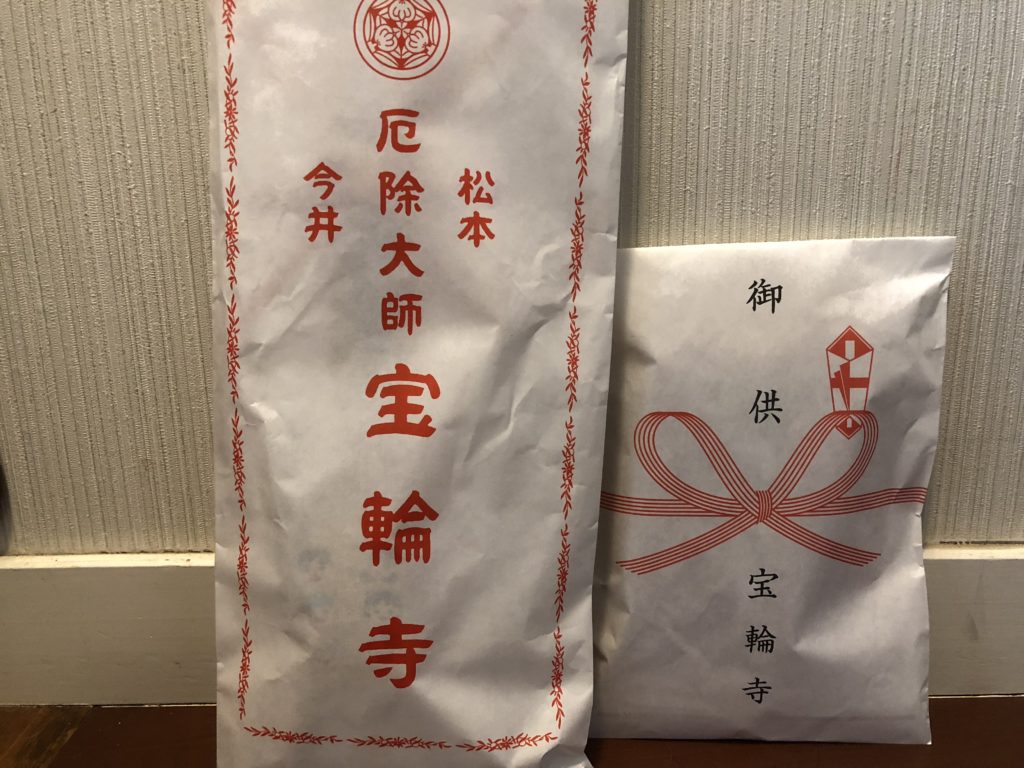 松本
今井
厄除大師 宝輪寺
御供
宝輪寺